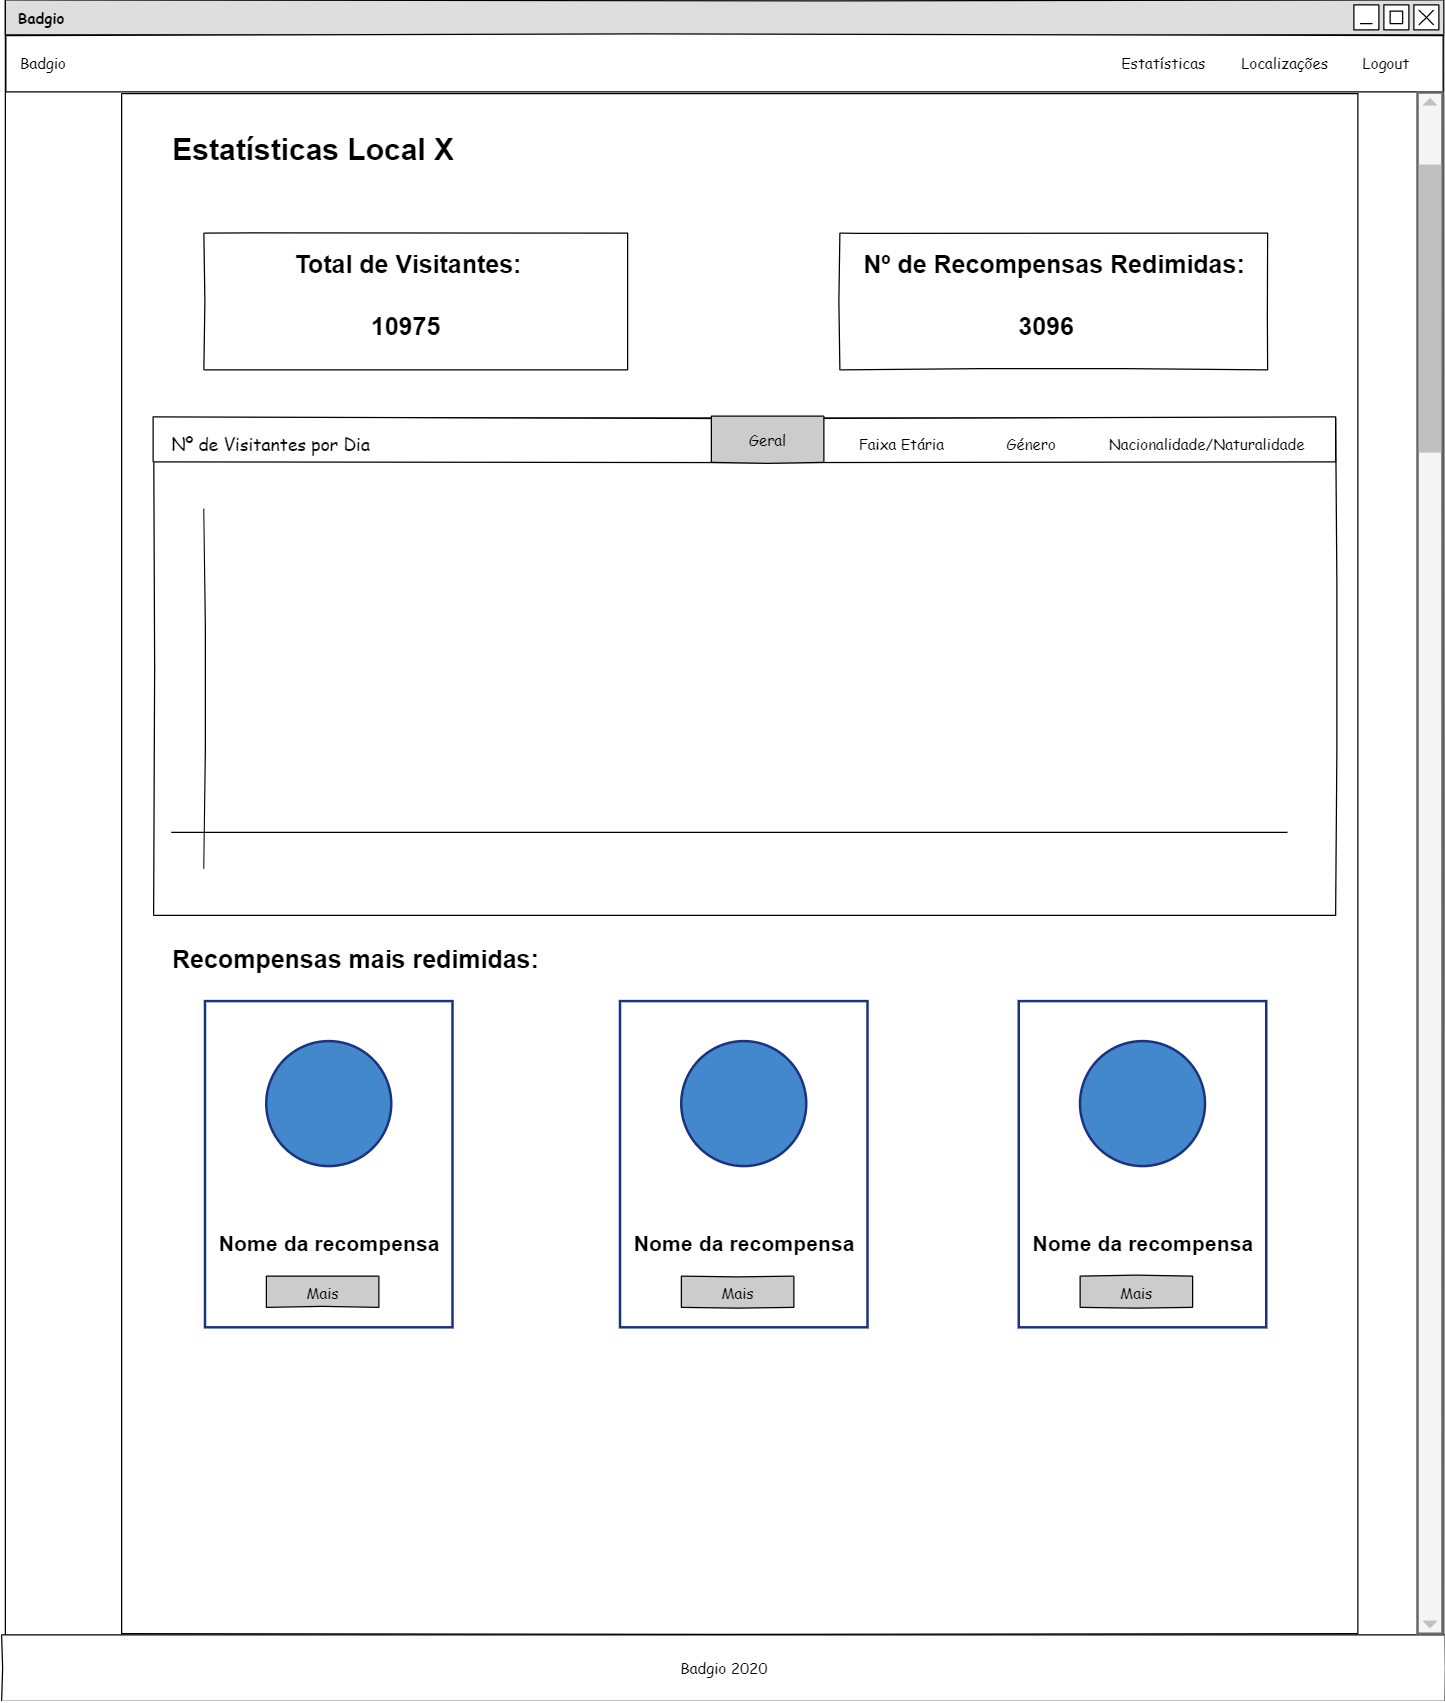 Badgio
Badgio
Estatísticas
Localizações
Logout
Estatísticas Local X
Total de Visitantes:
10975
Nº de Recompensas Redimidas:
3096
Nº de Visitantes por Dia
Geral
Faixa Etária
Género
Nacionalidade/Naturalidade
Recompensas mais redimidas:
Nome da recompensa
Mais
Nome da recompensa
Mais
Nome da recompensa
Mais
Badgio 2020